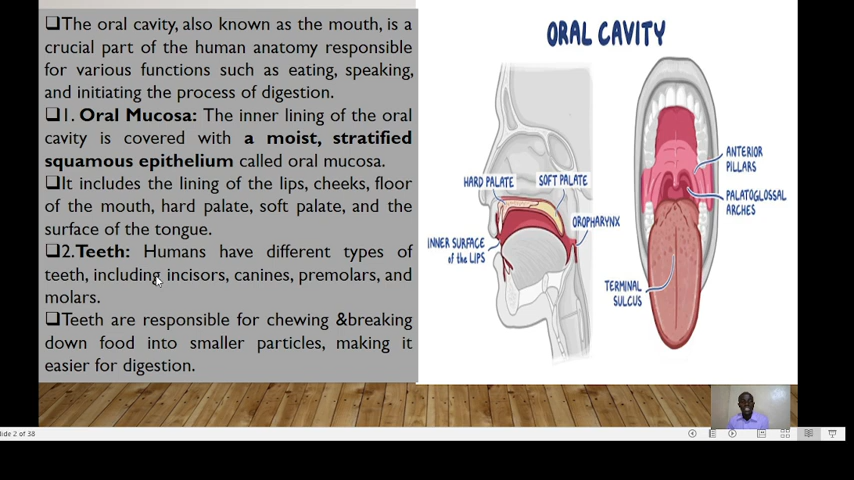 ❑The oral cavity, also known as the mouth, is a
crucial part of the human anatomy responsible
for various functions such as eating, speaking,
and initiating the process of digestion.
❑1. Oral Mucosa: The inner lining of the oral
cavity is covered with a moist, stratified
squamous epithelium called oral mucosa.
❑It includes the lining of the lips, cheeks, floor
of the mouth, hard palate, soft palate, and the
surface of the tongue.
❑2.Teeth: Humans have different types of
teeth, including incisors, canines, premolars, and
molars.
❑Teeth are responsible for chewing &breaking
down food into smaller particles, making it
easier for digestion.
ORAL CAVITY
HARD PALATE
SOFT PALATE
OROPHARYNX
INNER SURFACE
of the LIPS
ANTERIOR
PILLARS
PALATOGLOSSAL
ARCHES
TERMINAL
SULCUS
lide 2 of 38